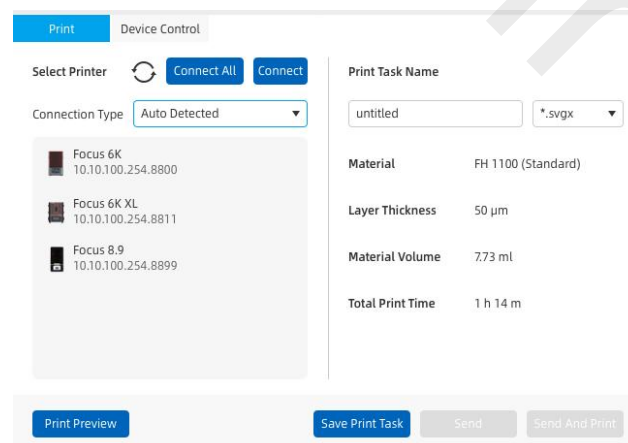 Print Device Control
Select Printer Connect All Connect
Connection Type Auto Detected
Focus 6K
10.10.100.254.8800
Focus 6K XL
10.10.100.254.8811
Focus 8.9
10.10.100.254.8899
Print Task Name
untitled *.svgx
Material FH 1100 (Standard)
Layer Thickness 50 µm
Material Volume 7.73 ml
Total Print Time 1 h 14 m
Print Preview Save Print Task Send Send And Print